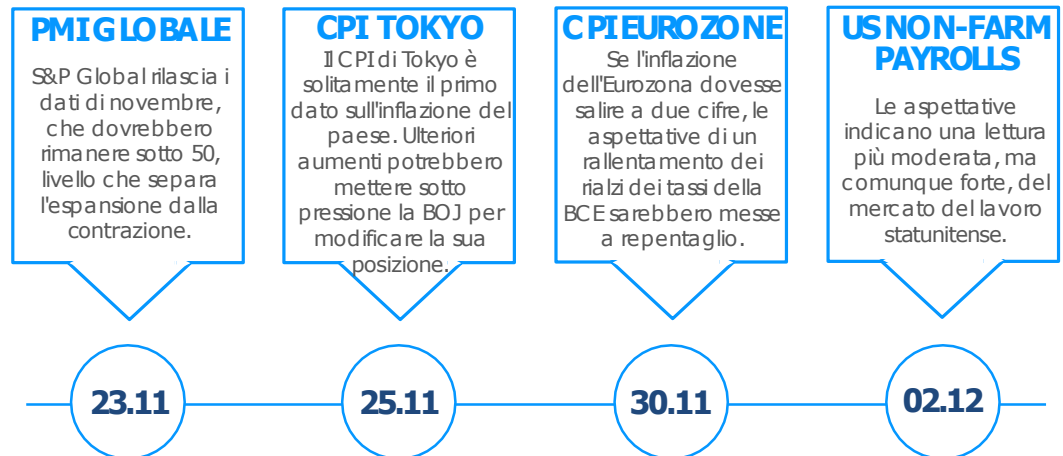 PMI GLOBALE
S&P Global rilascia i
dati di novembre,
che dovrebbero
rimanere sotto 50,
livello che separa
l'espansione dalla
contrazione.
23.11
CPI TOKYO
Il CPI di Tokyo è
solitamente il primo
dato sull'inflazione del
paese. Ulteriori
aumenti potrebbero
mettere sotto
pressione la BOJ per
modificare la sua
posizione.
25.11
CPI EUROZONE
Se l'inflazione
dell'Eurozona dovesse
salire a due cifre, le
aspettative di un
rallentamento dei
rialzi dei tassi della
BCE sarebbero messe
a repentaglio.
30.11
US NON-FARM
PAYROLLS
Le aspettative
indicano una lettura
più moderata, ma
comunque forte, del
mercato del lavoro
statunitense.
02.12